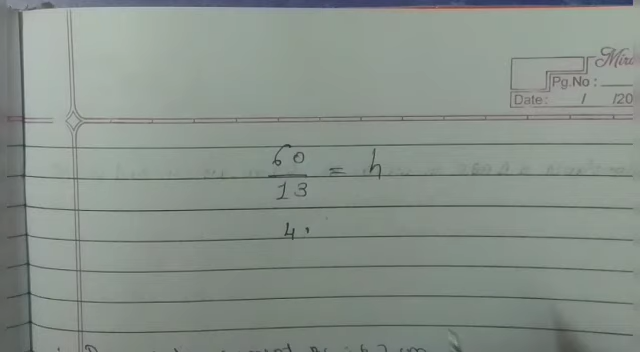 Pg.No :
Date: / /20
60
13 = h
4.